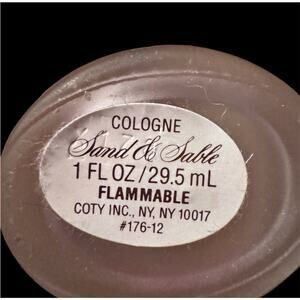 COLOGNE
Sand & Sable
1 FL OZ/29.5 mL
FLAMMABLE
COTY INC., NY, NY 10017
#176-12